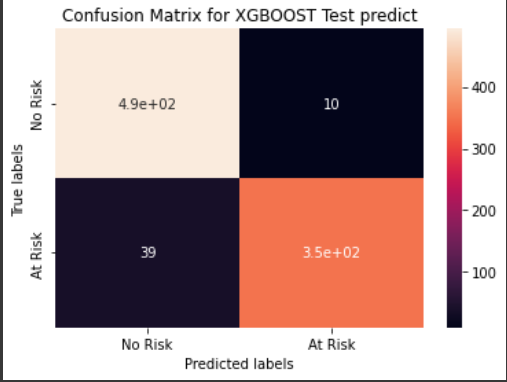 Confusion Matrix for XGBOOST Test predict
True labels
No Risk
4.9e+02
10
At Risk
39
3.5e+02
No Risk
At Risk
Predicted labels
400
300
200
100